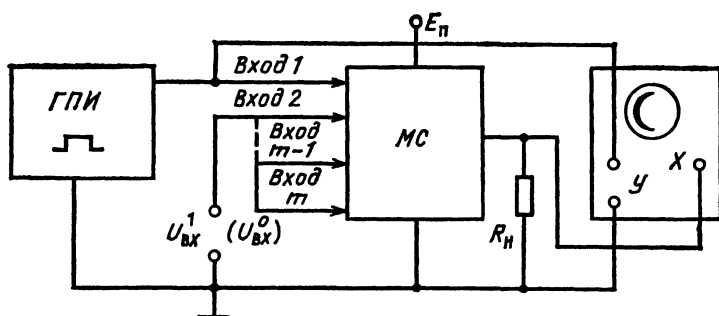 Eп
ГПИ
Вход 1
Вход 2
Вход
m-1
Вход
m
МС
У
X
Rн
U¹вх (U⁰вх)